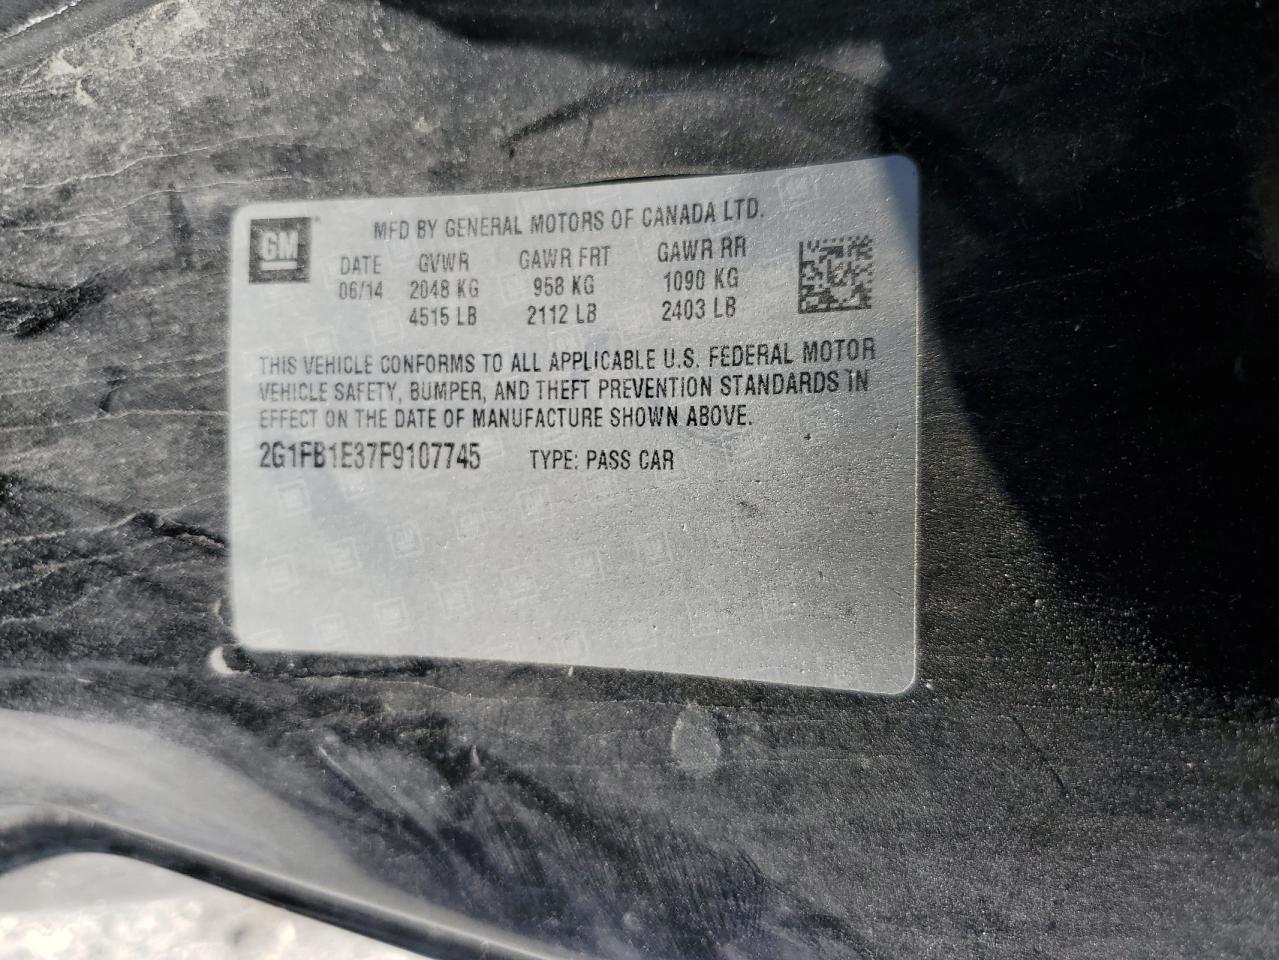 GM
MFD BY GENERAL MOTORS OF CANADA LTD.
DATE GVWR GAWR FRT GAWR RR
06/14 2048 KG 958 KG 1090 KG
4515 LB 2112 LB 2403 LB
THIS VEHICLE CONFORMS TO ALL APPLICABLE U.S. FEDERAL MOTOR
VEHICLE SAFETY, BUMPER, AND THEFT PREVENTION STANDARDS IN
EFFECT ON THE DATE OF MANUFACTURE SHOWN ABOVE.
2G1FB1E37F9107745 TYPE: PASS CAR